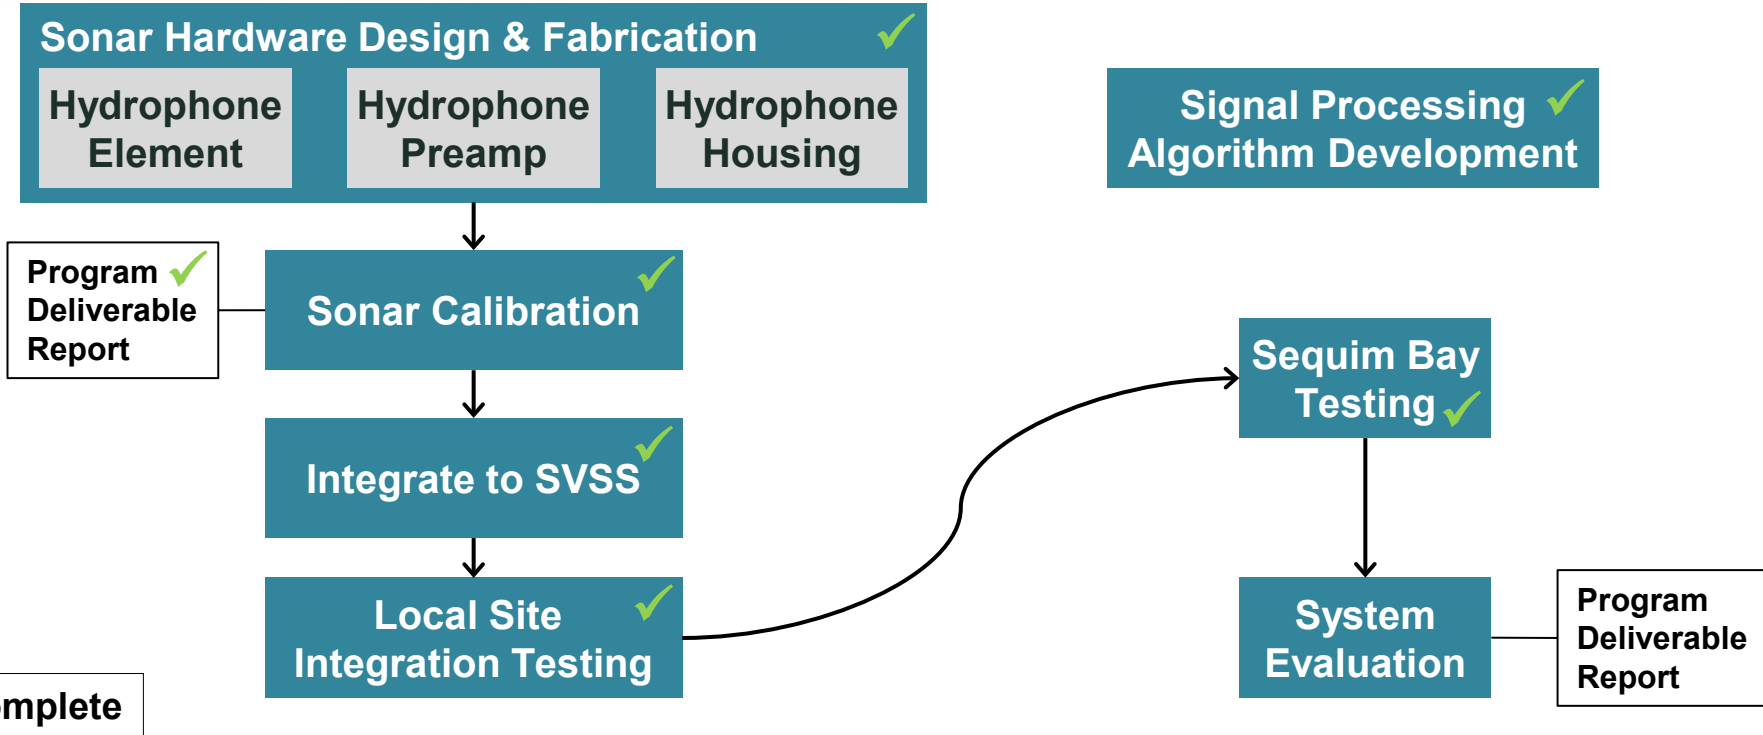 Sonar Hardware Design & Fabrication
Hydrophone
Element
Hydrophone
Preamp
Hydrophone
Housing
Signal Processing
Algorithm Development
Program
Deliverable
Report
Sonar Calibration
Integrate to SVSS
Local Site
Integration Testing
Sequim Bay
Testing
System
Evaluation
Program
Deliverable
Report